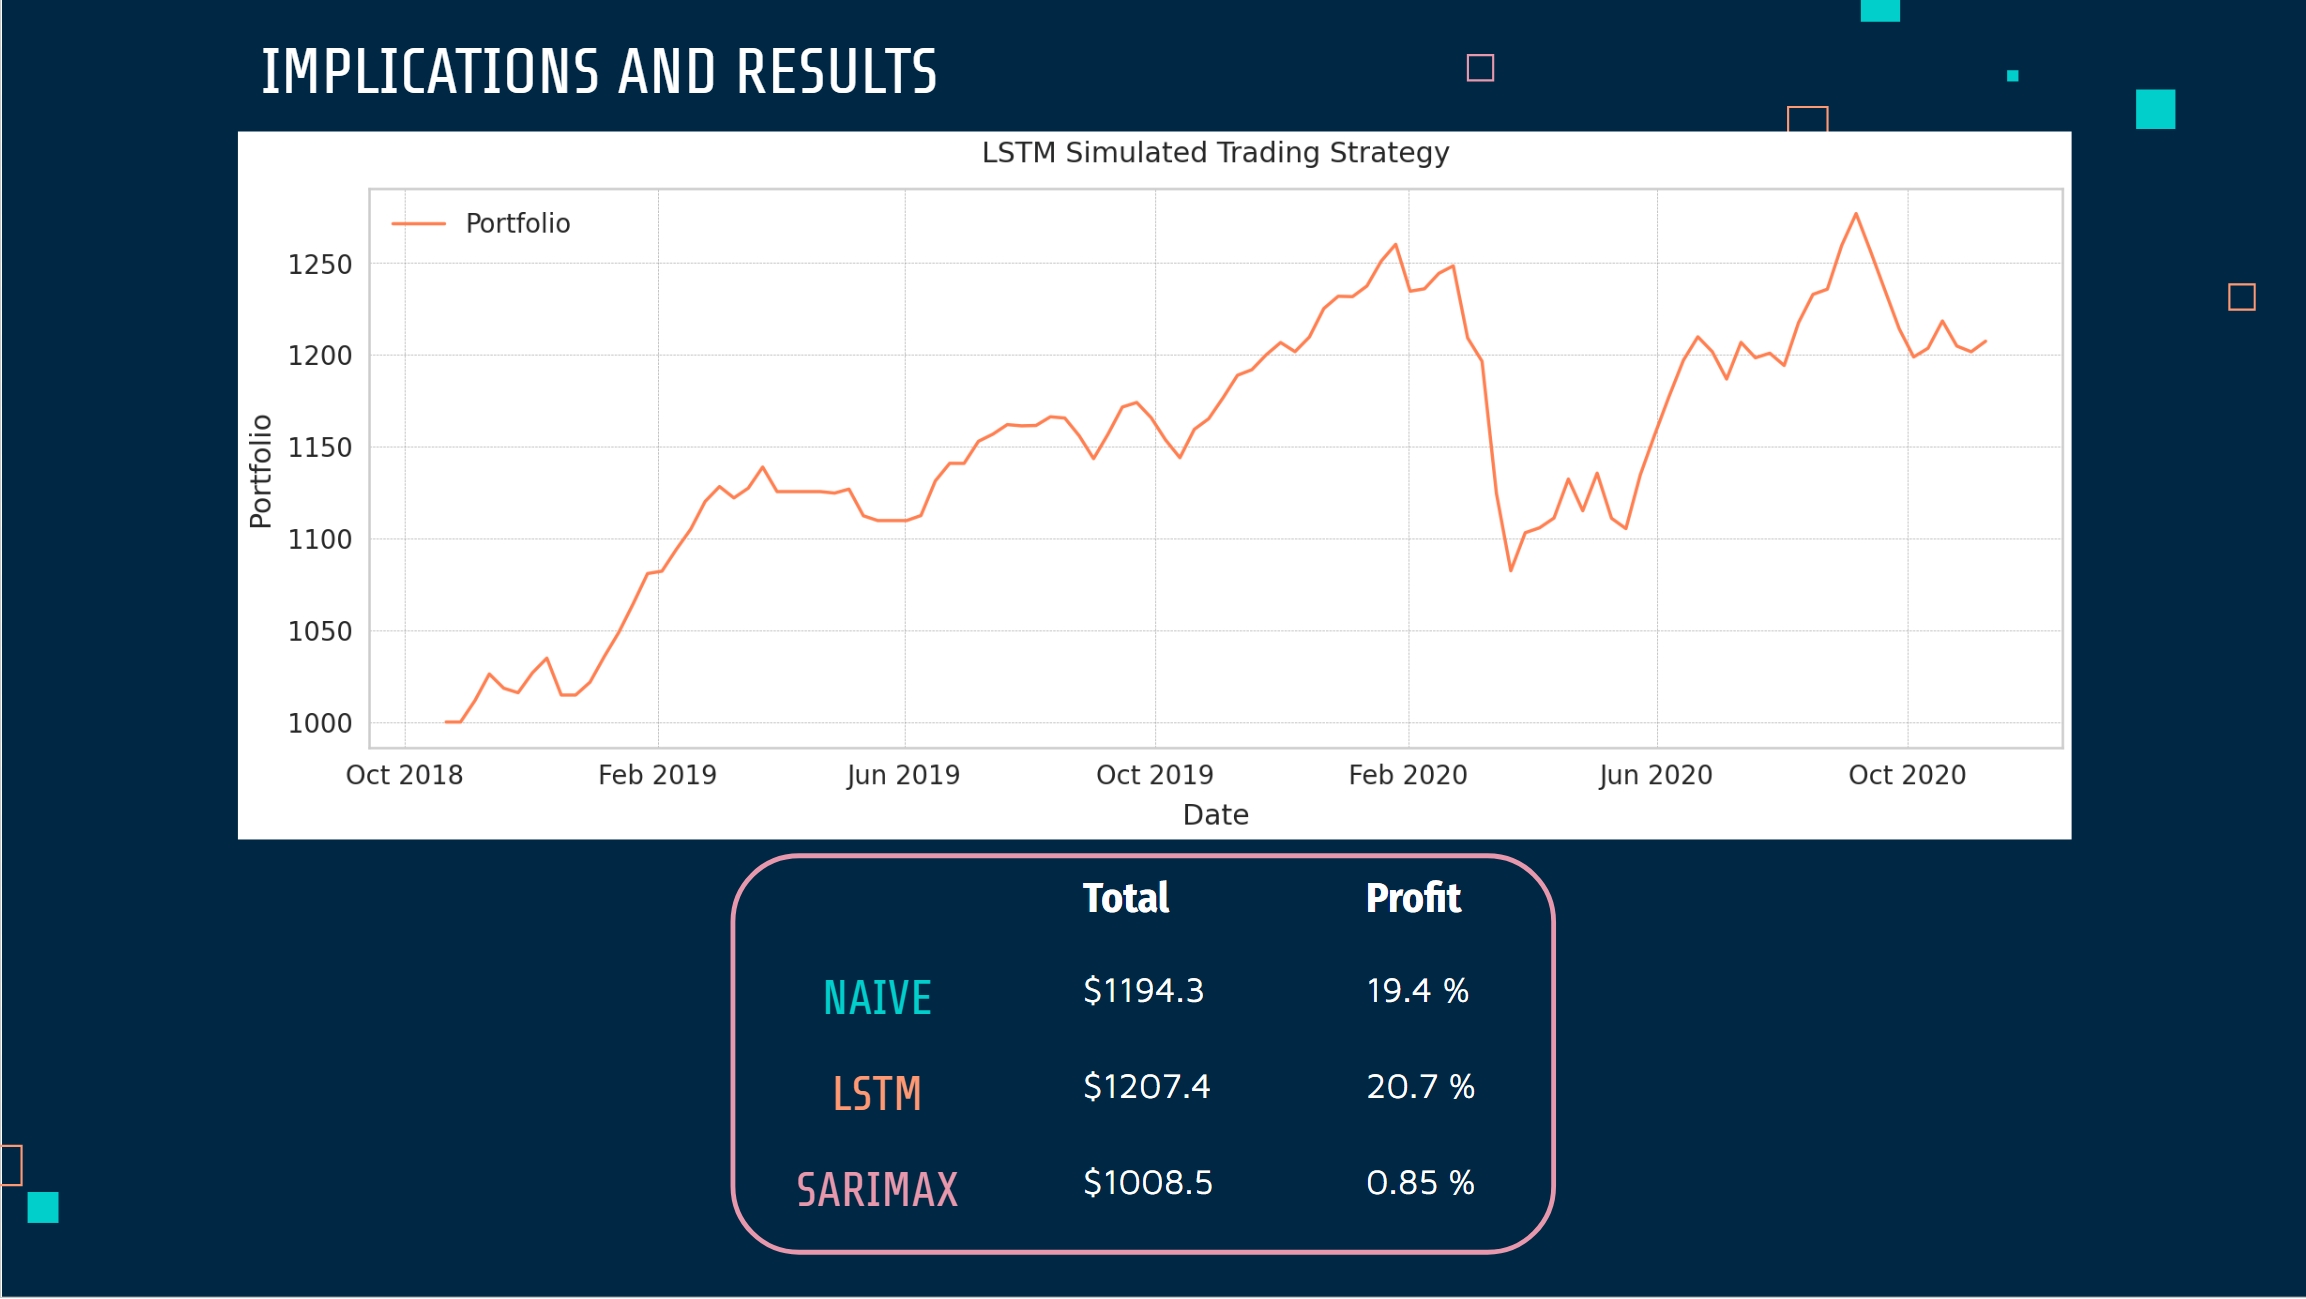 IMPLICATIONS AND RESULTS
LSTM Simulated Trading Strategy
Portfolio
1250
1200
1150
1100
1050
1000
Portfolio
Oct 2018 Feb 2019 Jun 2019 Oct 2019 Feb 2020 Jun 2020 Oct 2020
Date
Total Profit
NAIVE $1194.3 19.4 %
LSTM $1207.4 20.7 %
SARIMAX $1008.5 0.85 %